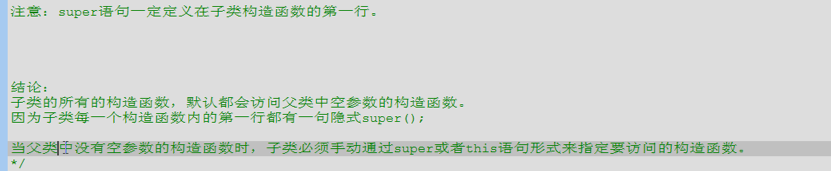 注意：super语句一定定义在子类构造函数的第一行。
结论：
子类的所有的构造函数，默认都会访问父类中空参数的构造函数。
因为子类每一个构造函数内的第一行都有一句隐式super();
当父类中没有空参数的构造函数时，子类必须手动通过super或者this语句形式来指定要访问的构造函数。
*/